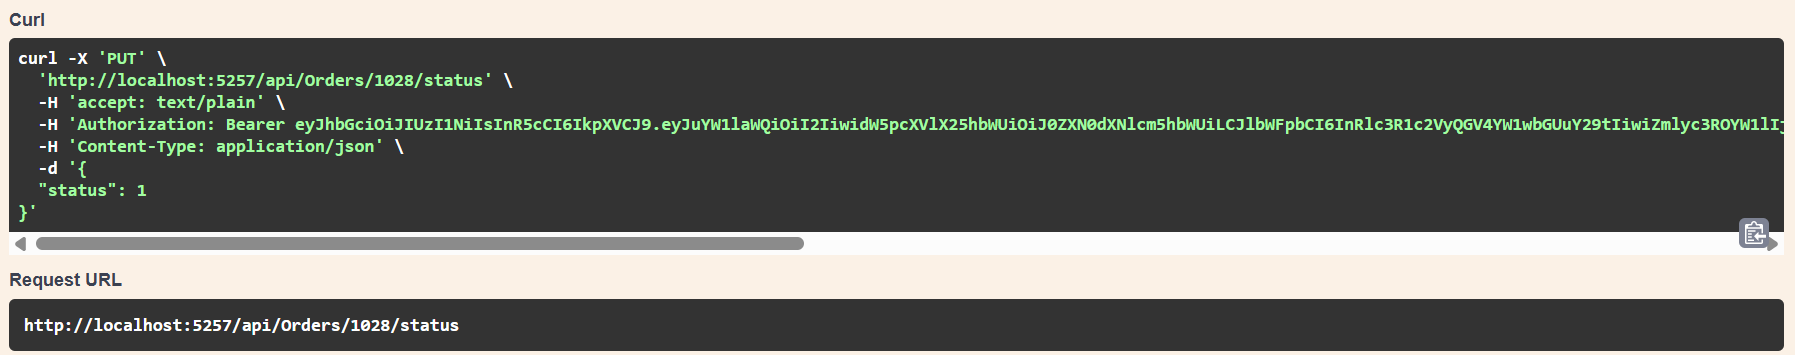 Curl
curl -X 'PUT' \
'http://localhost:5257/api/Orders/1028/status' \
-H 'accept: text/plain' \
-H 'Authorization: Bearer eyJhbGciOiJIUzI1NiIsInR5cCI6IkpXVCJ9.eyJuYW1laWQiOiI2IiwidW5pcXVlX25hbWUiOiJ0ZXN0dXNlcm5hbWUiLCJlbWFpbCI6InRlc3R1c2VyQGV4YW1wbGUuY29tIiwiZmlyc3ROYW1lIj
-H 'Content-Type: application/json' \
-d '{
"status": 1
}'
Request URL
http://localhost:5257/api/Orders/1028/status